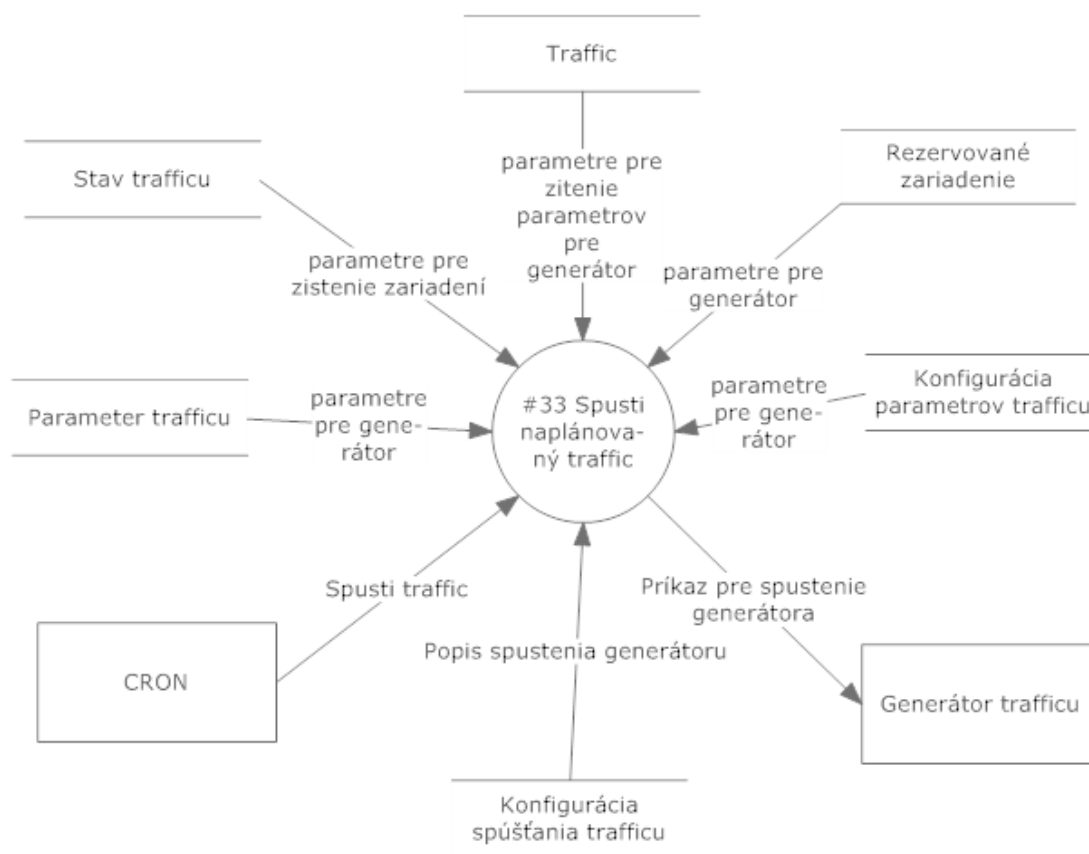 Traffic
Stav trafficu
Rezervované
zariadenie
parametre pre
zitenie
parametrov
pre
generátor
parametre pre
zistenie zariadení
parametre pre
generátor
Parameter trafficu
parametre
pre gene-
rátor
#33 Spusti
naplánova-
ný traffic
parametre
pre gene-
rátor
Konfigurácia
parametrov trafficu
Spusti traffic
Príkaz pre spustenie
generátora
Popis spustenia generátoru
CRON
Generátor trafficu
Konfigurácia
spúšťania trafficu